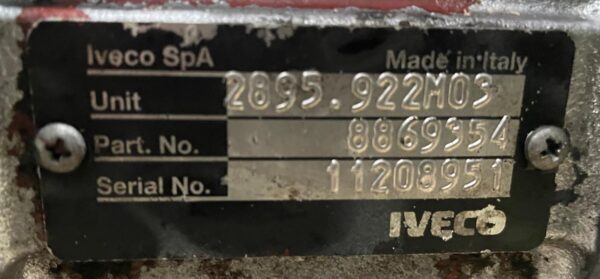 Iveco SpA Made in Italy
Unit 2895.922M03
Part. No. 8869354
Serial No. 11208951
IVECO